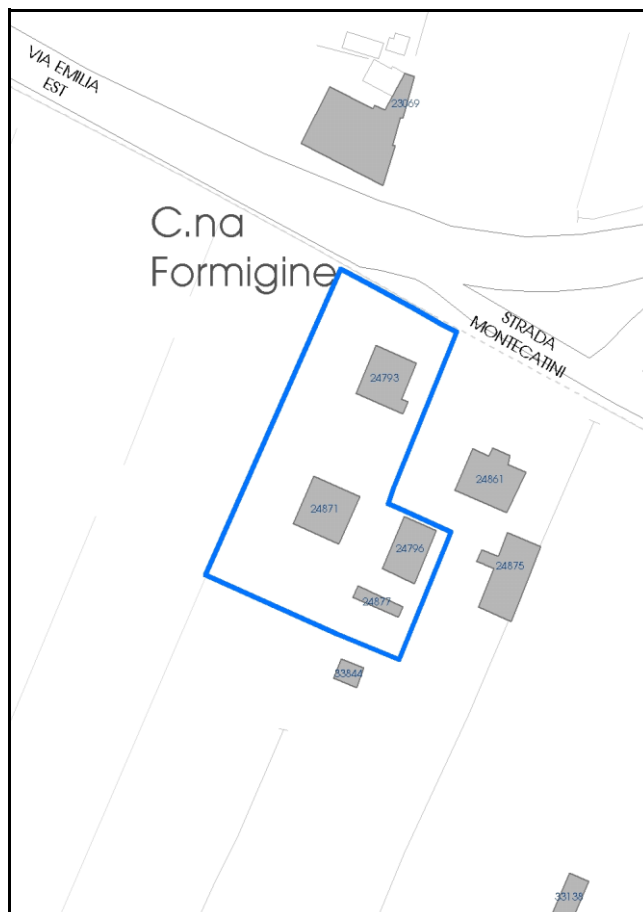 VIA EMILIA
EST
23069
C.na
Formigine
STRADA
MONTECATINI
24793
24861
24871
24796
24875
24877
33844
33138